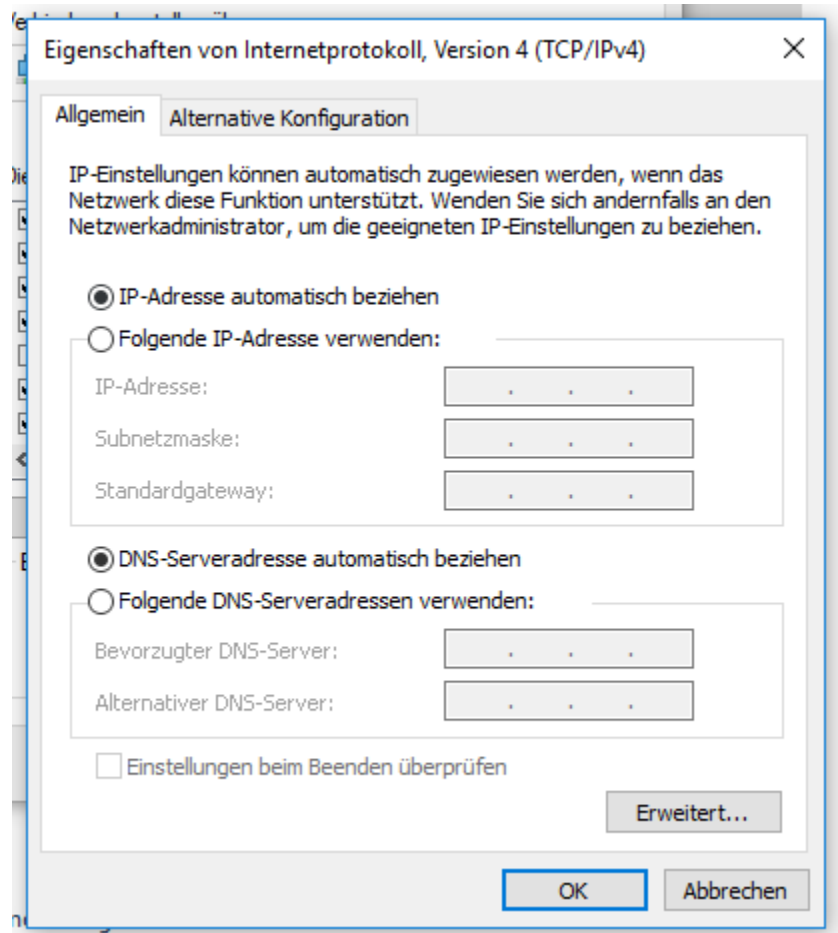 Eigenschaften von Internetprotokoll, Version 4 (TCP/IPv4)
Allgemein
Alternative Konfiguration
IP-Einstellungen können automatisch zugewiesen werden, wenn das
Netzwerk diese Funktion unterstützt. Wenden Sie sich andernfalls an den
Netzwerkadministrator, um die geeigneten IP-Einstellungen zu beziehen.
IP-Adresse automatisch beziehen
Folgende IP-Adresse verwenden:
IP-Adresse:
Subnetzmaske:
Standardgateway:
DNS-Serveradresse automatisch beziehen
Folgende DNS-Serveradressen verwenden:
Bevorzugter DNS-Server:
Alternativer DNS-Server:
Einstellungen beim Beenden überprüfen
Erweitert...
OK
Abbrechen